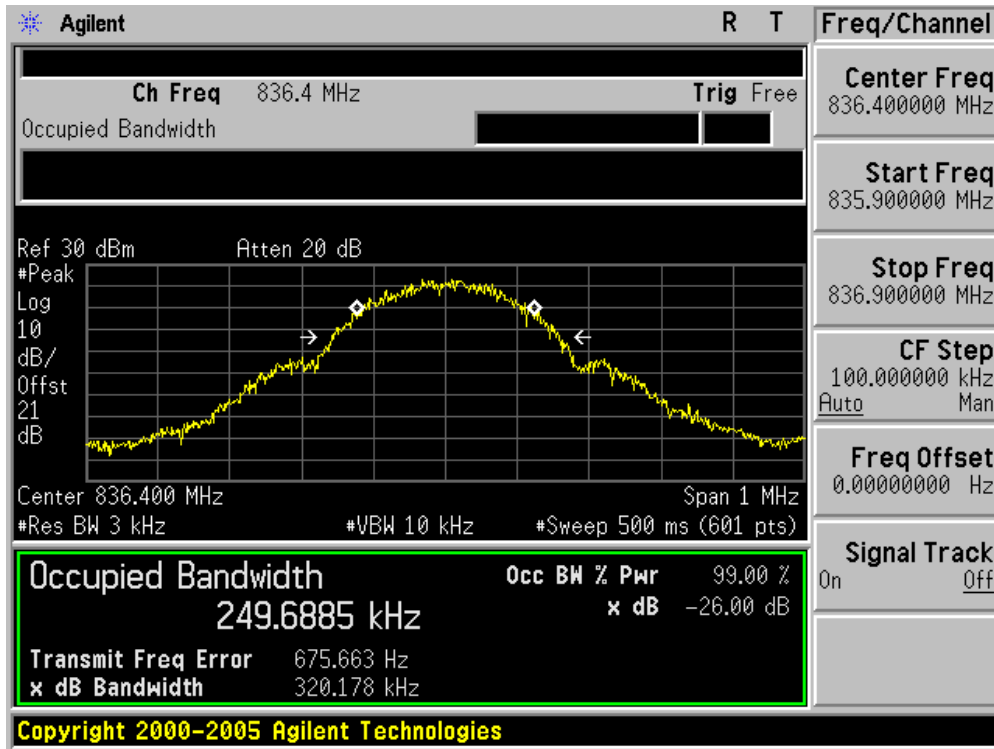 Agilent R T Freq/Channel
Ch Freq 836.4 MHz Trig Free
Occupied Bandwidth
Center Freq
836.400000 MHz
Start Freq
835.900000 MHz
Stop Freq
836.900000 MHz
CF Step
100.000000 kHz
Auto Man
Freq Offset
0.00000000 Hz
Signal Track
On Off
Ref 30 dBm Atten 20 dB
#Peak
Log
10
dB/
Offst
21
dB
Center 836.400 MHz Span 1 MHz
#Res BW 3 kHz #VBW 10 kHz #Sweep 500 ms (601 pts)
Occupied Bandwidth Occ BW % Pwr 99.00 %
249.6885 kHz x dB -26.00 dB
Transmit Freq Error 675.663 Hz
x dB Bandwidth 320.178 kHz
Copyright 2000-2005 Agilent Technologies